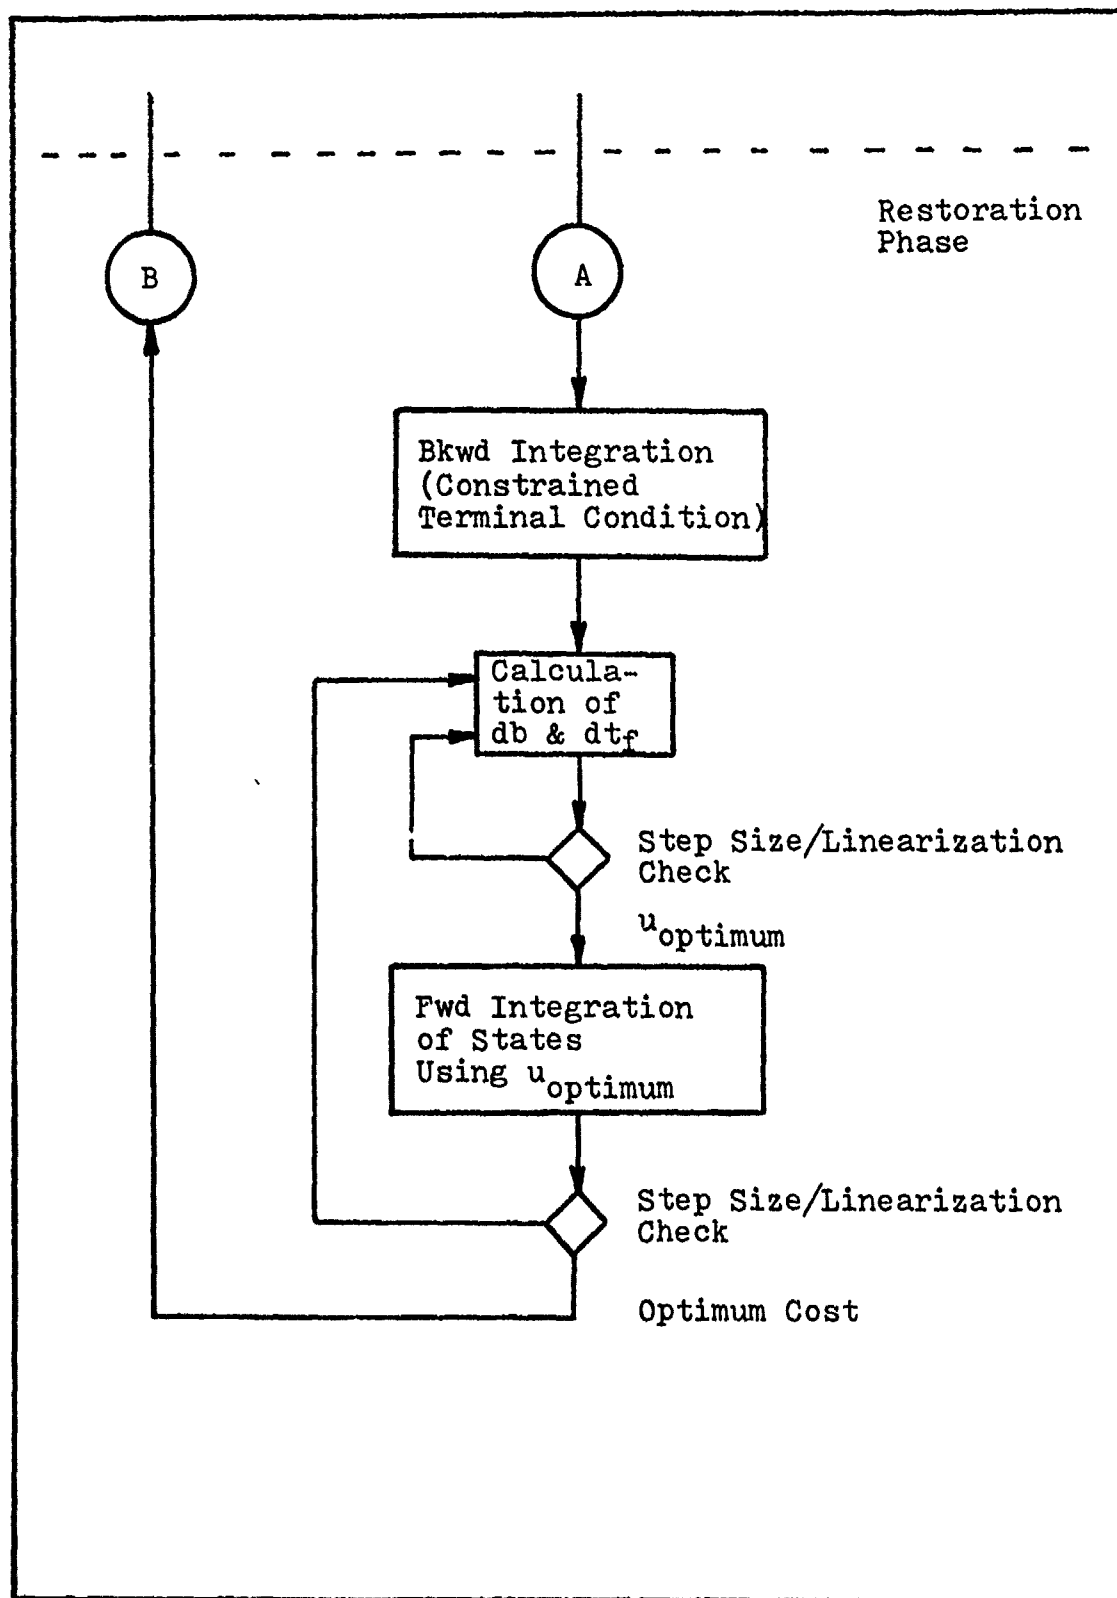 Restoration
Phase
B
A
Bkwd Integration
(Constrained
Terminal Condition)
Calcula-
tion of
db & dtf
Step Size/Linearization
Check
uoptimum
Fwd Integration
of States
Using uoptimum
Step Size/Linearization
Check
Optimum Cost